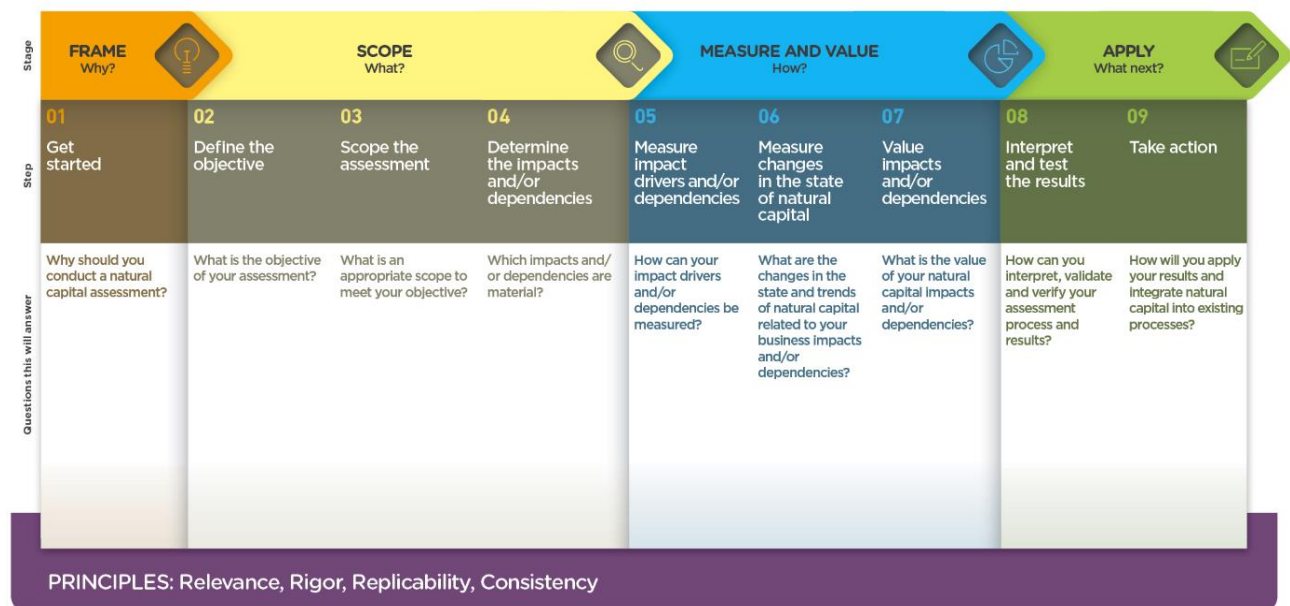 Stage
FRAME
Why?
SCOPE
What?
MEASURE AND VALUE
How?
APPLY
What next?
Step
01
Get
started
02
Define the
objective
03
Scope the
assessment
04
Determine
the impacts
and/or
dependencies
05
Measure
impact
drivers and/or
dependencies
06
Measure
changes
in the state
of natural
capital
07
Value
impacts
and/or
dependencies
08
Interpret
and test
the results
09
Take action
Questions this will answer
Why should you
conduct a natural
capital assessment?
What is the objective
of your assessment?
What is an
appropriate scope to
meet your objective?
Which impacts and/
or dependencies are
material?
How can your
impact drivers
and/or
dependencies be
measured?
What are the
changes in the
state and trends
of natural capital
related to your
business impacts
and/or
dependencies?
What is the value
of your natural
capital impacts
and/or
dependencies?
How can you
interpret, validate
and verify your
assessment
process and
results?
How will you apply
your results and
integrate natural
capital into existing
processes?
PRINCIPLES: Relevance, Rigor, Replicability, Consistency